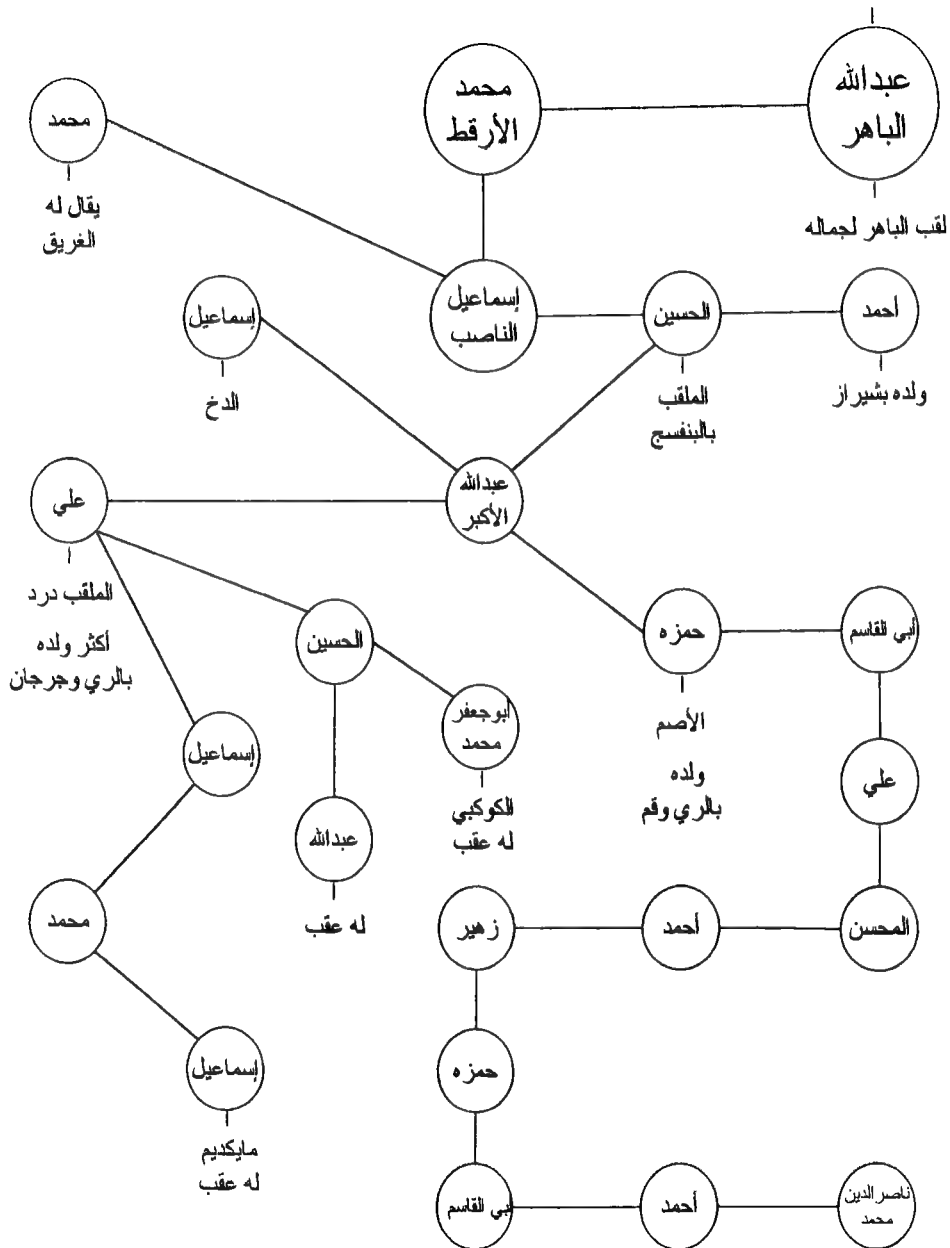 عبدالله
الباهر
لقب الباهر لجماله
محمد
الأرقط
محمد
يقال له
الغريق
إسماعيل
الناصب
الحسين
الملقب
بالبنفسج
أحمد
ولده بشيراز
إسماعيل
الدخ
عبدالله
الأكبر
علي
الملقب درد
أكثر ولده
بالري وجرجان
الحسين
أبوجعفر
محمد
الكوكبي
له عقب
عبدالله
له عقب
إسماعيل
محمد
إسماعيل
مايكديم
له عقب
حمزه
الأصم
ولده
بالري وقم
أبي القاسم
علي
المحسن
أحمد
زهير
حمزه
أبي القاسم
أحمد
ناصرالدين
محمد